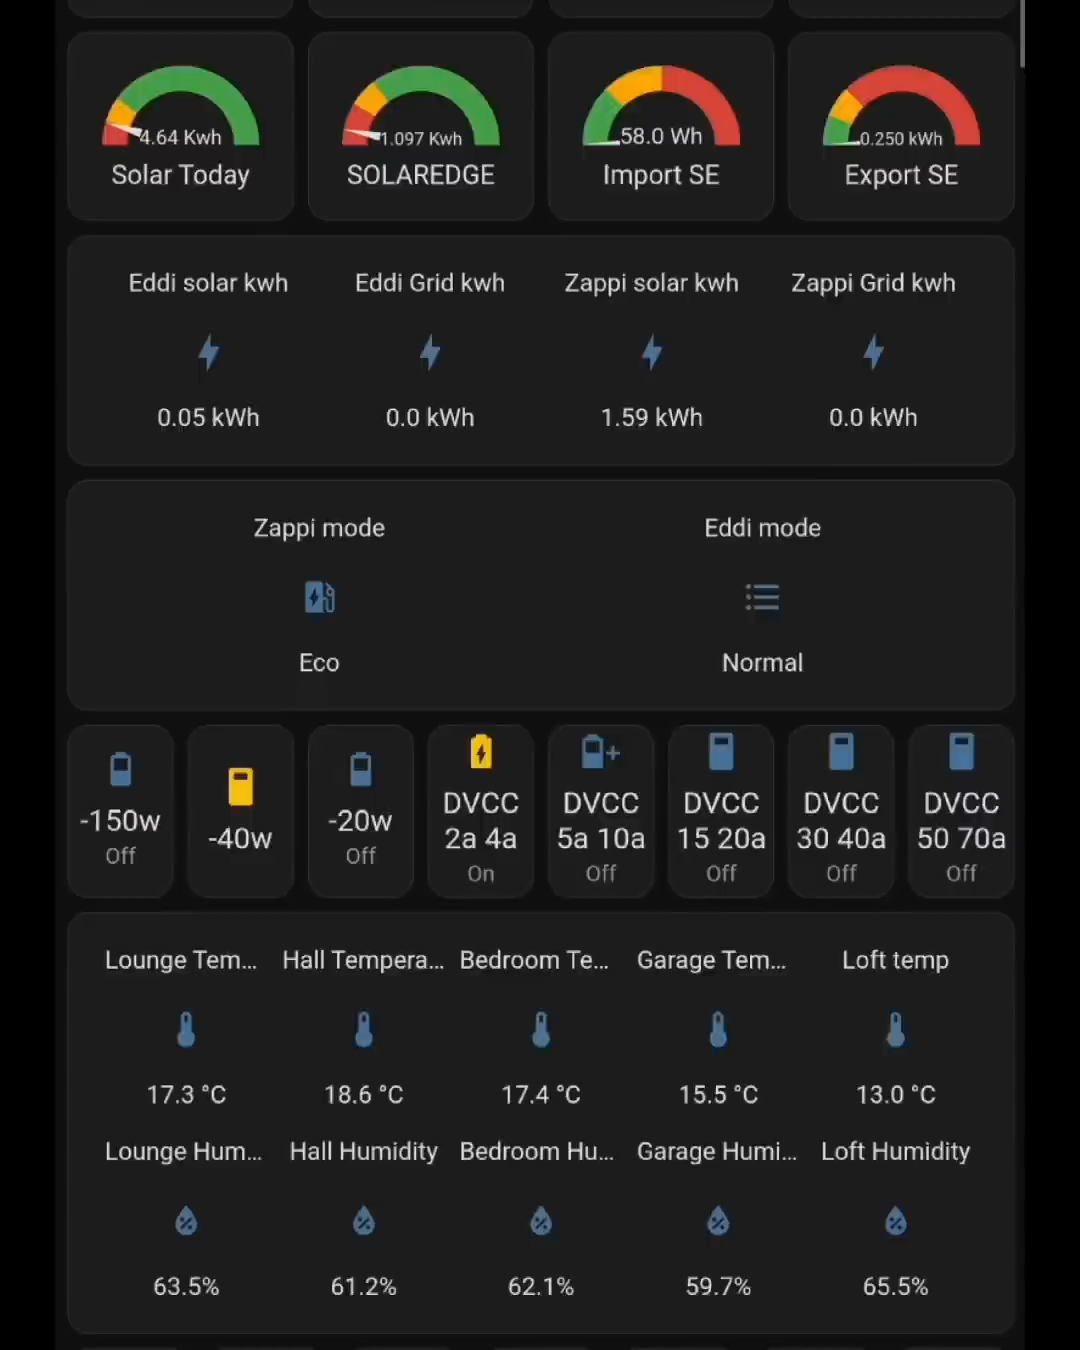 4.64 Kwh 1.097 Kwh 58.0 Wh 0.250 kWh
Solar Today SOLAREDGE Import SE Export SE
Eddi solar kwh Eddi Grid kwh Zappi solar kwh Zappi Grid kwh
0.05 kWh 0.0 kWh 1.59 kWh 0.0 kWh
Zappi mode Eddi mode
Eco Normal
-150w
Off
-40w
-20w
Off
DVCC
2a 4a
On
DVCC
5a 10a
Off
DVCC
15 20a
Off
DVCC
30 40a
Off
DVCC
50 70a
Off
Lounge Tem... Hall Tempera... Bedroom Te... Garage Tem... Loft temp
17.3 °C 18.6 °C 17.4 °C 15.5 °C 13.0 °C
Lounge Hum... Hall Humidity Bedroom Hu... Garage Humi... Loft Humidity
63.5% 61.2% 62.1% 59.7% 65.5%